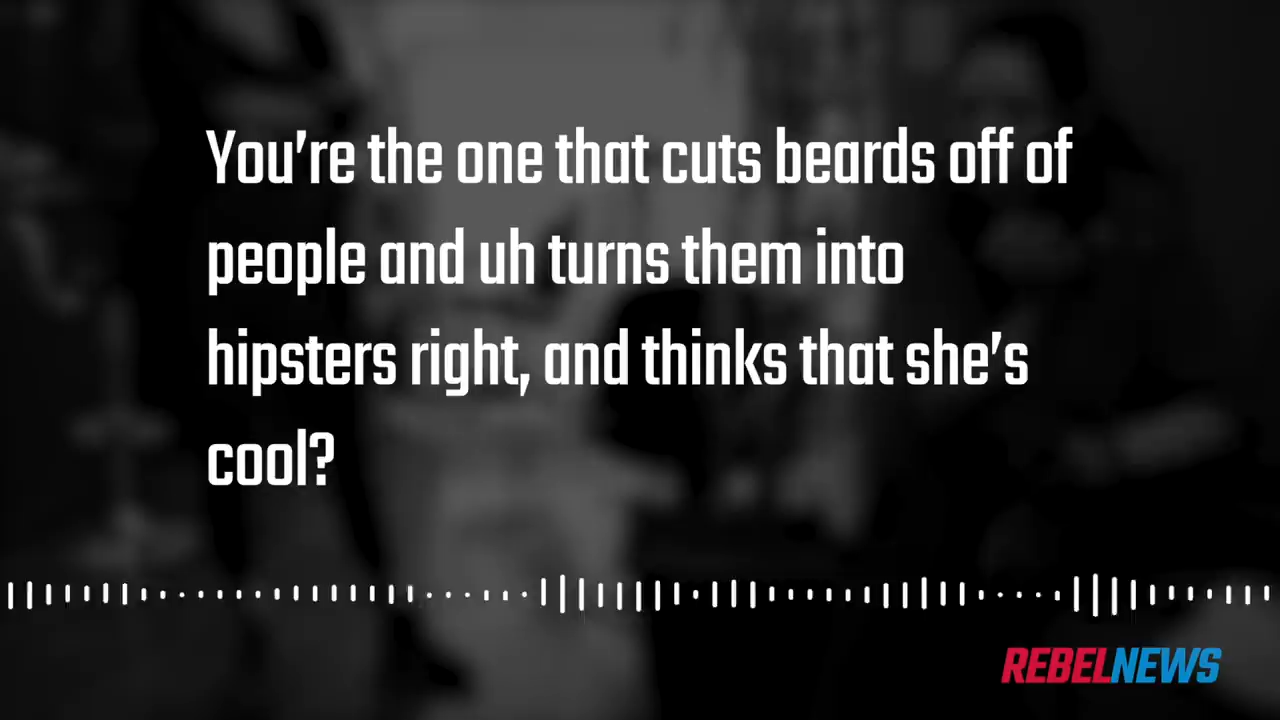 You’re the one that cuts beards off of
people and uh turns them into
hipsters right, and thinks that she’s
cool?
REBELNEWS